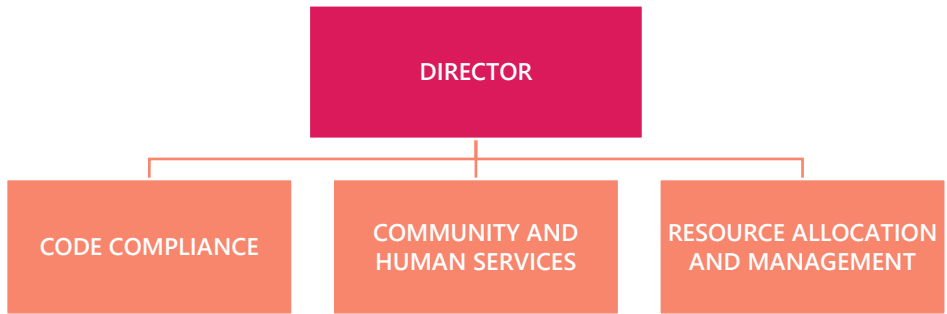 DIRECTOR
CODE COMPLIANCE
COMMUNITY AND
HUMAN SERVICES
RESOURCE ALLOCATION
AND MANAGEMENT